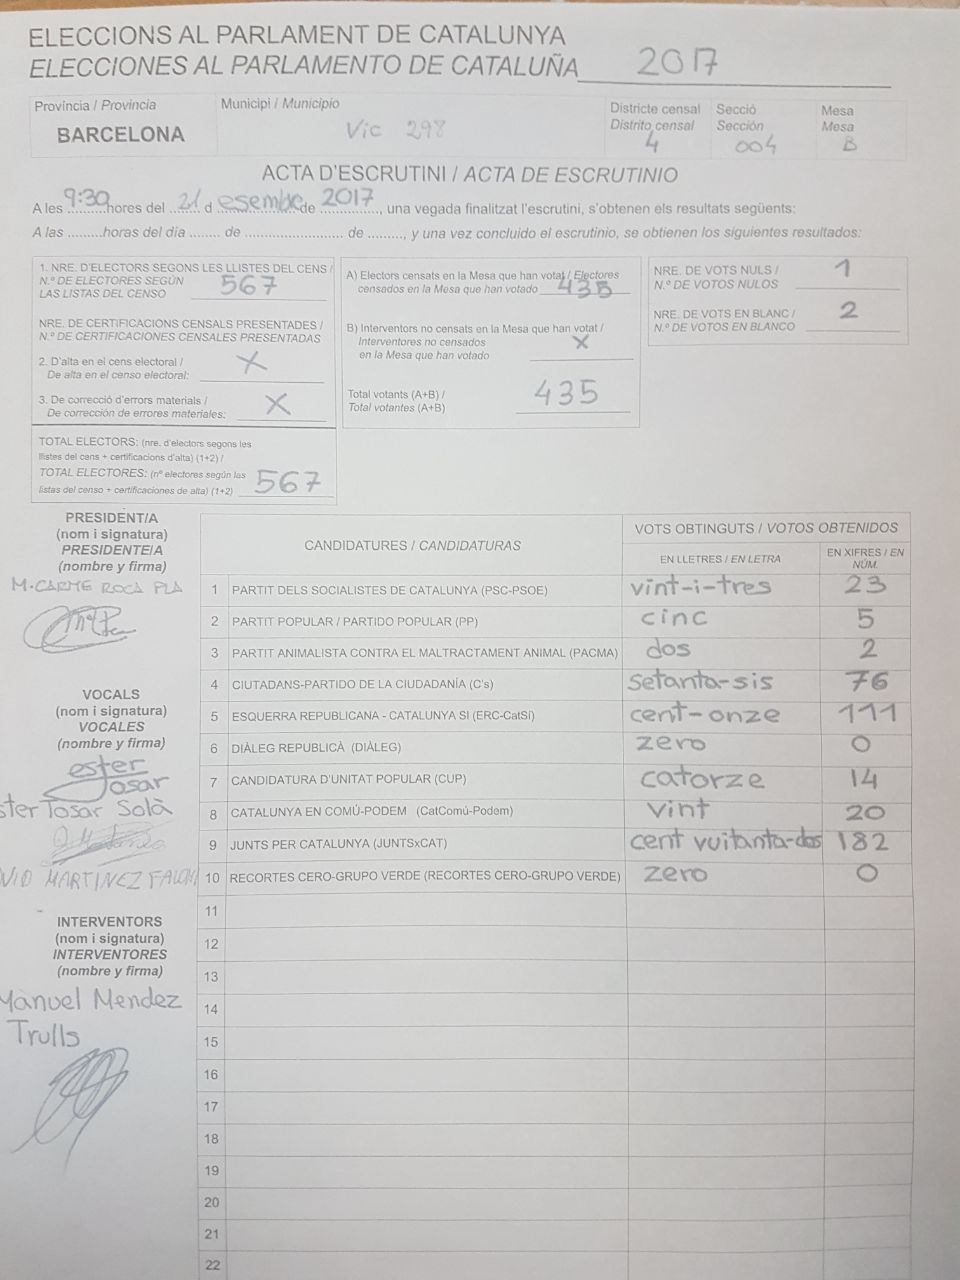 ELECCIONS AL PARLAMENT DE CATALUNYA
ELECCIONES AL PARLAMENTO DE CATALUÑA 2017
Província / Provincia
BARCELONA
Municipi / Municipio
Vic 298
Districte censal
Distrito censal
4
Secció
Sección
004
Mesa
Mesa
B
ACTA D'ESCRUTINI / ACTA DE ESCRUTINIO
A les 9:30 hores del 21 d esembre de 2017, una vegada finalitzat l'escrutini, s'obtenen els resultats següents:
A las .........horas del día ........ de ...................... de ........, y una vez concluido el escrutinio, se obtienen los siguientes resultados:
1. NRE. D'ELECTORS SEGONS LES LLISTES DEL CENS /
N.º DE ELECTORES SEGÚN
LAS LISTAS DEL CENSO 567
NRE. DE CERTIFICACIONS CENSALS PRESENTADES /
N.º DE CERTIFICACIONES CENSALES PRESENTADAS
2. D'alta en el cens electoral /
De alta en el censo electoral: X
3. De correcció d'errors materials /
De corrección de errores materiales: X
TOTAL ELECTORS: (nre. d'electors segons les
llistes del cens + certificacions d'alta) (1+2) /
TOTAL ELECTORES: (nº electores según las
listas del censo + certificaciones de alta) (1+2) 567
A) Electors censats en la Mesa que han votat / Electores
censados en la Mesa que han votado 435
B) Interventors no censats en la Mesa que han votat /
Interventores no censados
en la Mesa que han votado X
Total votants (A+B) /
Total votantes (A+B) 435
NRE. DE VOTS NULS /
N.º DE VOTOS NULOS 1
NRE. DE VOTS EN BLANC /
N.º DE VOTOS EN BLANCO 2
PRESIDENT/A
(nom i signatura)
PRESIDENTE/A
(nombre y firma)
M. CARME ROCA PLA
VOCALS
(nom i signatura)
VOCALES
(nombre y firma)
ester
Tosar
ster Tosar Solà
MARTINEZ
INTERVENTORS
(nom i signatura)
INTERVENTORES
(nombre y firma)
Manuel Mendez
Trulls
CANDIDATURES / CANDIDATURAS
VOTS OBTINGUTS / VOTOS OBTENIDOS
EN LLETRES / EN LETRA
EN XIFRES / EN
NÚM.
1 PARTIT DELS SOCIALISTES DE CATALUNYA (PSC-PSOE) vint-i-tres 23
2 PARTIT POPULAR / PARTIDO POPULAR (PP) cinc 5
3 PARTIT ANIMALISTA CONTRA EL MALTRACTAMENT ANIMAL (PACMA) dos 2
4 CIUTADANS-PARTIDO DE LA CIUDADANÍA (C's) setanta-sis 76
5 ESQUERRA REPUBLICANA - CATALUNYA SI (ERC-CatSí) cent-onze 111
6 DIÀLEG REPUBLICÀ (DIÀLEG) zero 0
7 CANDIDATURA D'UNITAT POPULAR (CUP) catorze 14
8 CATALUNYA EN COMÚ-PODEM (CatComú-Podem) vint 20
9 JUNTS PER CATALUNYA (JUNTSxCAT) cent vuitanta-dos 182
10 RECORTES CERO-GRUPO VERDE (RECORTES CERO-GRUPO VERDE) zero 0
11
12
13
14
15
16
17
18
19
20
21
22